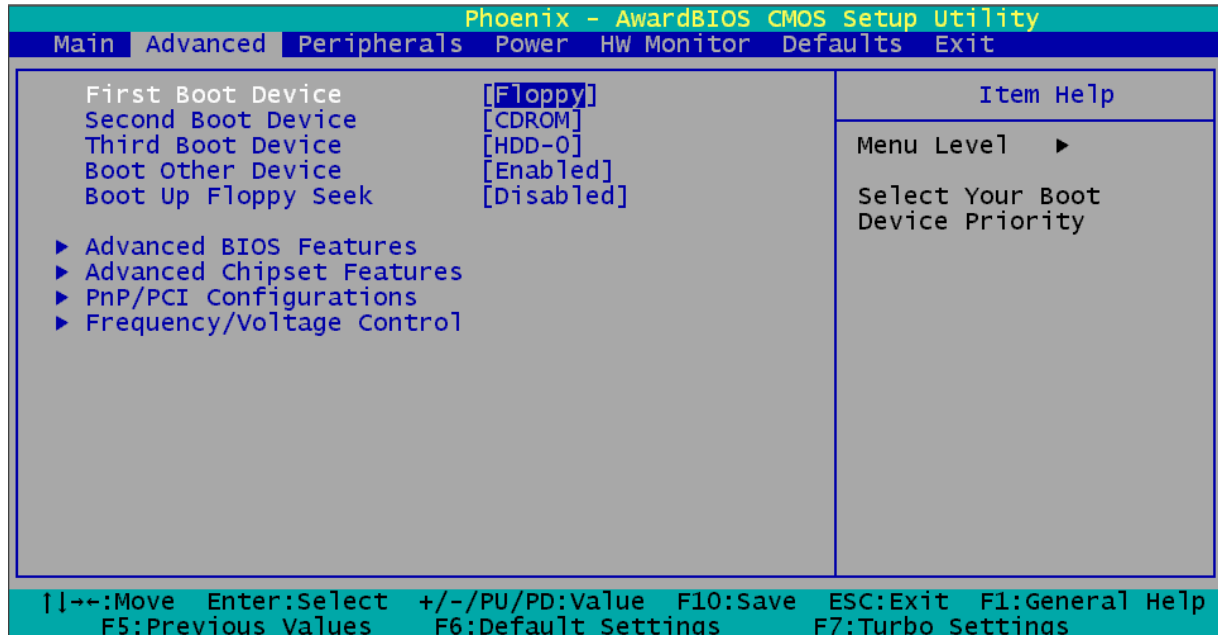 Phoenix - AwardBIOS CMOS Setup Utility
Main Advanced Peripherals Power HW Monitor Defaults Exit
First Boot Device [Floppy]
Second Boot Device [CDROM]
Third Boot Device [HDD-0]
Boot Other Device [Enabled]
Boot Up Floppy Seek [Disabled]
▶ Advanced BIOS Features
▶ Advanced Chipset Features
▶ PnP/PCI Configurations
▶ Frequency/Voltage Control
Item Help
Menu Level ▶
Select Your Boot
Device Priority
↑↓→←:Move Enter:Select +/-/PU/PD:Value F10:Save ESC:Exit F1:General Help
F5:Previous Values F6:Default Settings F7:Turbo Settings